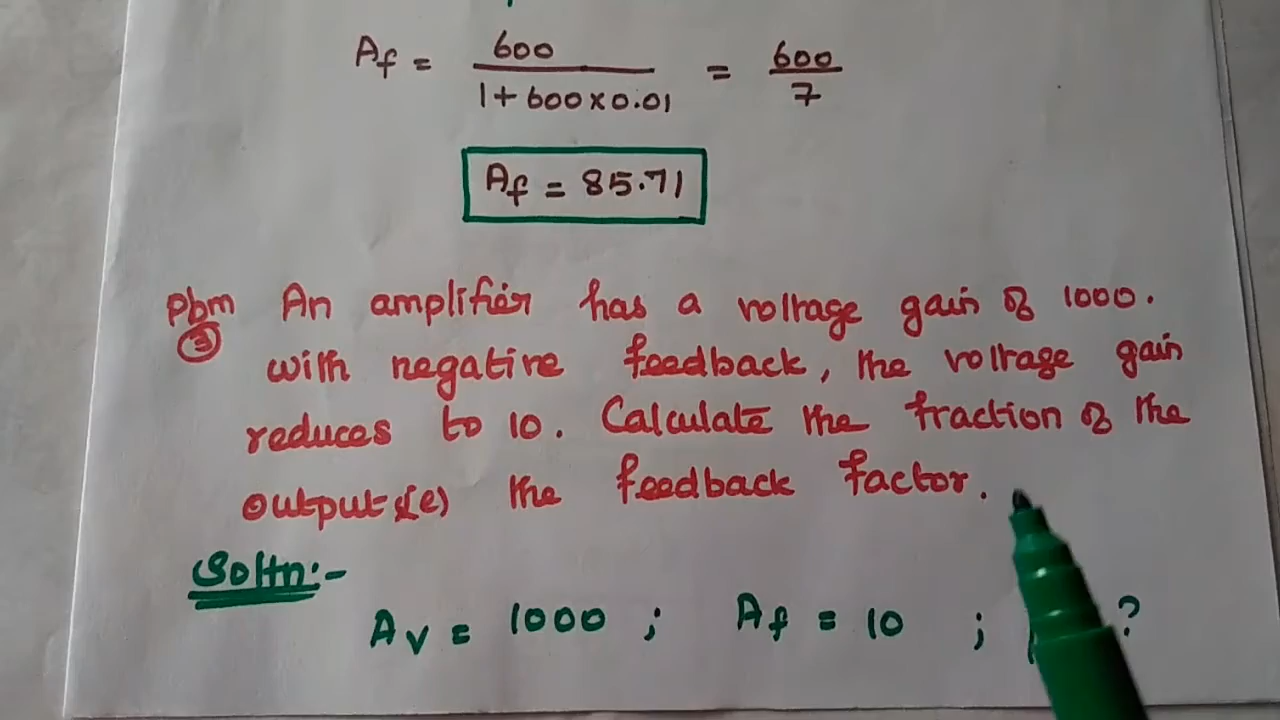 Af = 600 / 1 + 600 x 0.01 = 600 / 7
Af = 85.71
Pbm An amplifier has a voltage gain of 1000.
③ with negative feedback, the voltage gain
reduces to 10. Calculate the fraction of the
output (e) the feedback factor.
Soltn:-
Av = 1000 ; Af = 10 ; ?